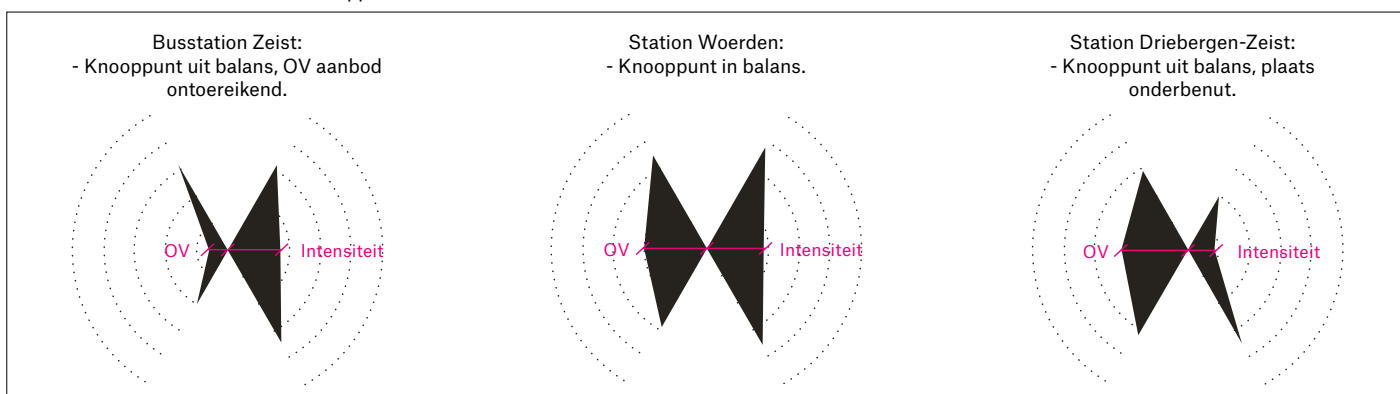 Busstation Zeist:
- Knooppunt uit balans, OV aanbod
ontoereikend.
OV
Intensiteit
Station Woerden:
- Knooppunt in balans.
OV
Intensiteit
Station Driebergen-Zeist:
- Knooppunt uit balans, plaats
onderbenut.
OV
Intensiteit